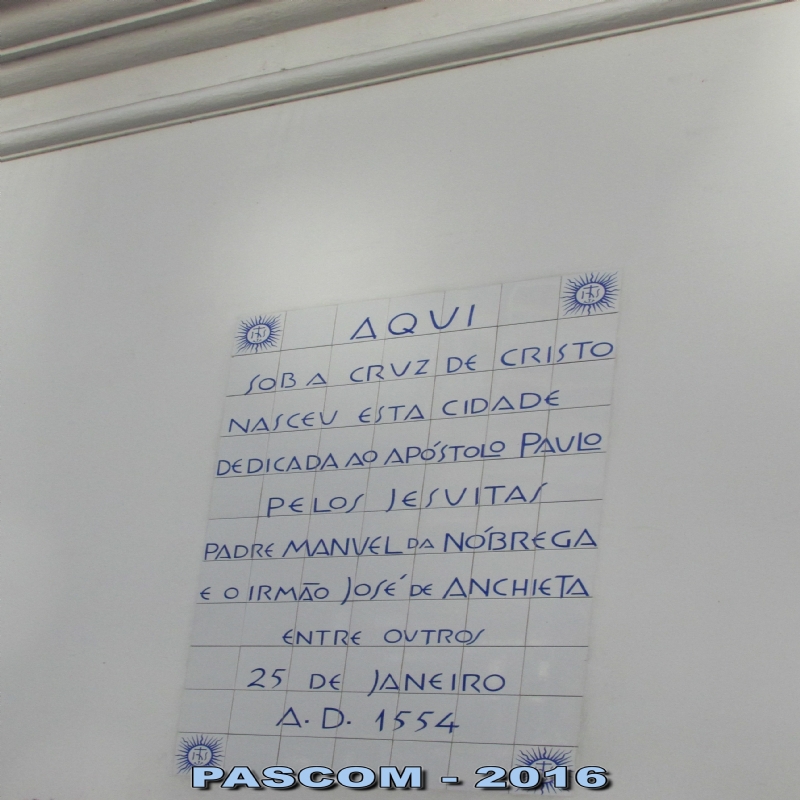 AQUI
SOB A CRUZ DE CRISTO
NASCEU ESTA CIDADE
DEDICADA AO APÓSTOLO PAULO
PELOS JESUITAS
PADRE MANUEL DA NÓBREGA
E O IRMÃO JOSÉ DE ANCHIETA
ENTRE OUTROS
25 DE JANEIRO
A. D. 1554
PASCOM - 2016